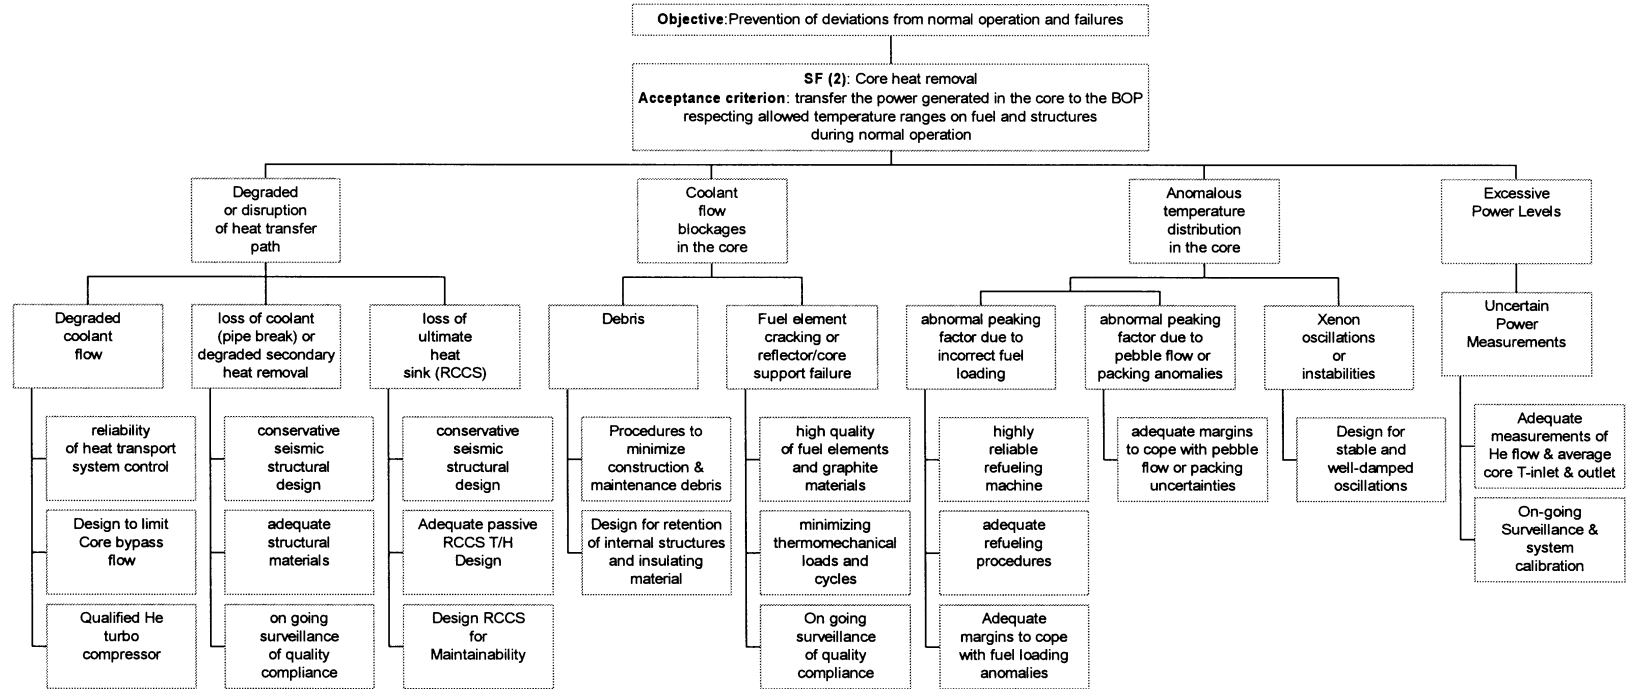 Objective:Prevention of deviations from normal operation and failures
SF (2): Core heat removal
Acceptance criterion: transfer the power generated in the core to the BOP
respecting allowed temperature ranges on fuel and structures
during normal operation
Degraded
or disruption
of heat transfer
path
Coolant
flow
blockages
in the core
Anomalous
temperature
distribution
in the core
Excessive
Power Levels
Degraded
coolant
flow
loss of coolant
(pipe break) or
degraded secondary
heat removal
loss of
ultimate
heat
sink (RCCS)
Debris
Fuel element
cracking or
reflector/core
support failure
abnormal peaking
factor due to
incorrect fuel
loading
abnormal peaking
factor due to
pebble flow or
packing anomalies
Xenon
oscillations
or
instabilities
Uncertain
Power
Measurements
reliability
of heat transport
system control
conservative
seismic
structural
design
conservative
seismic
structural
design
Procedures to
minimize
construction &
maintenance debris
high quality
of fuel elements
and graphite
materials
highly
reliable
refueling
machine
adequate margins
to cope with pebble
flow or packing
uncertainties
Design for
stable and
well-damped
oscillations
Adequate
measurements of
He flow & average
core T-inlet & outlet
Design to limit
Core bypass
flow
adequate
structural
materials
Adequate passive
RCCS T/H
Design
Design for retention
of internal structures
and insulating
material
minimizing
thermomechanical
loads and
cycles
adequate
refueling
procedures
On-going
Surveillance &
system
calibration
Qualified He
turbo
compressor
on going
surveillance
of quality
compliance
Design RCCS
for
Maintainability
On going
surveillance
of quality
compliance
Adequate
margins to cope
with fuel loading
anomalies